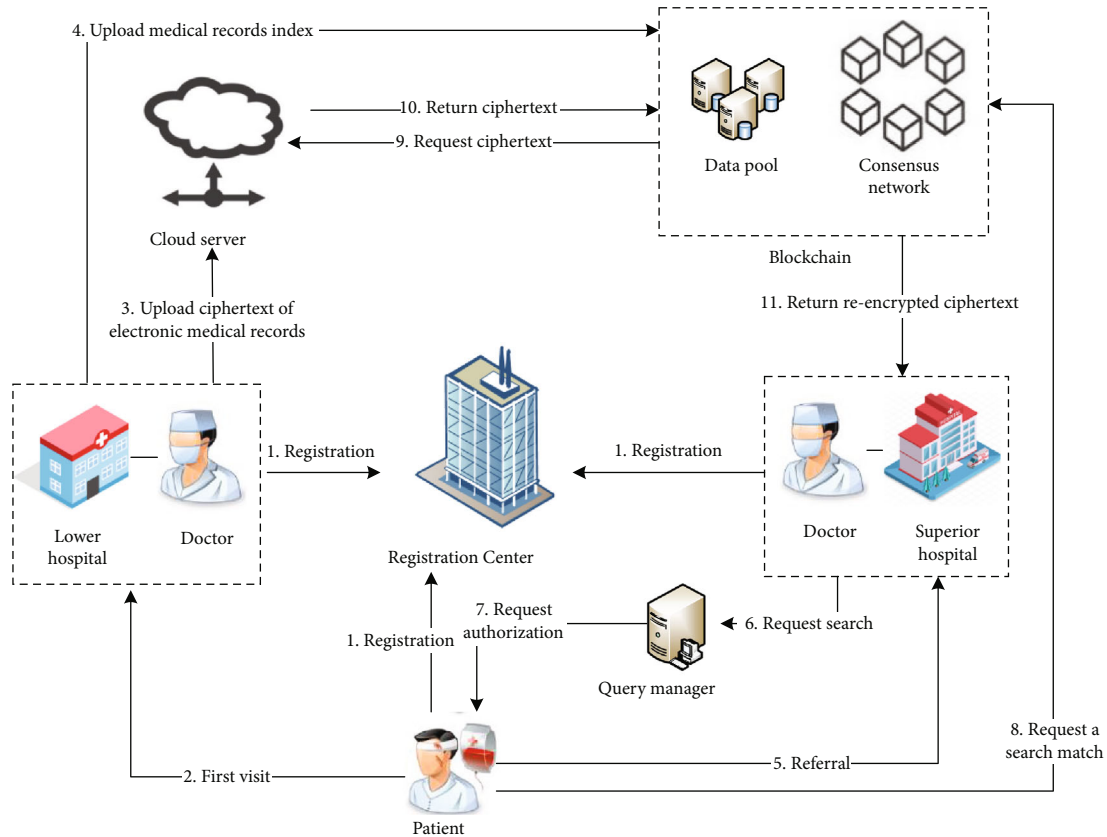 4. Upload medical records index
10. Return ciphertext
9. Request ciphertext
Data pool
Consensus
network
Cloud server
Blockchain
3. Upload ciphertext of
electronic medical records
11. Return re-encrypted ciphertext
1. Registration
1. Registration
Lower
hospital
Doctor
Doctor
Superior
hospital
Registration Center
7. Request
authorization
1. Registration
6. Request search
Query manager
8. Request a
search match
2. First visit
5. Referral
Patient